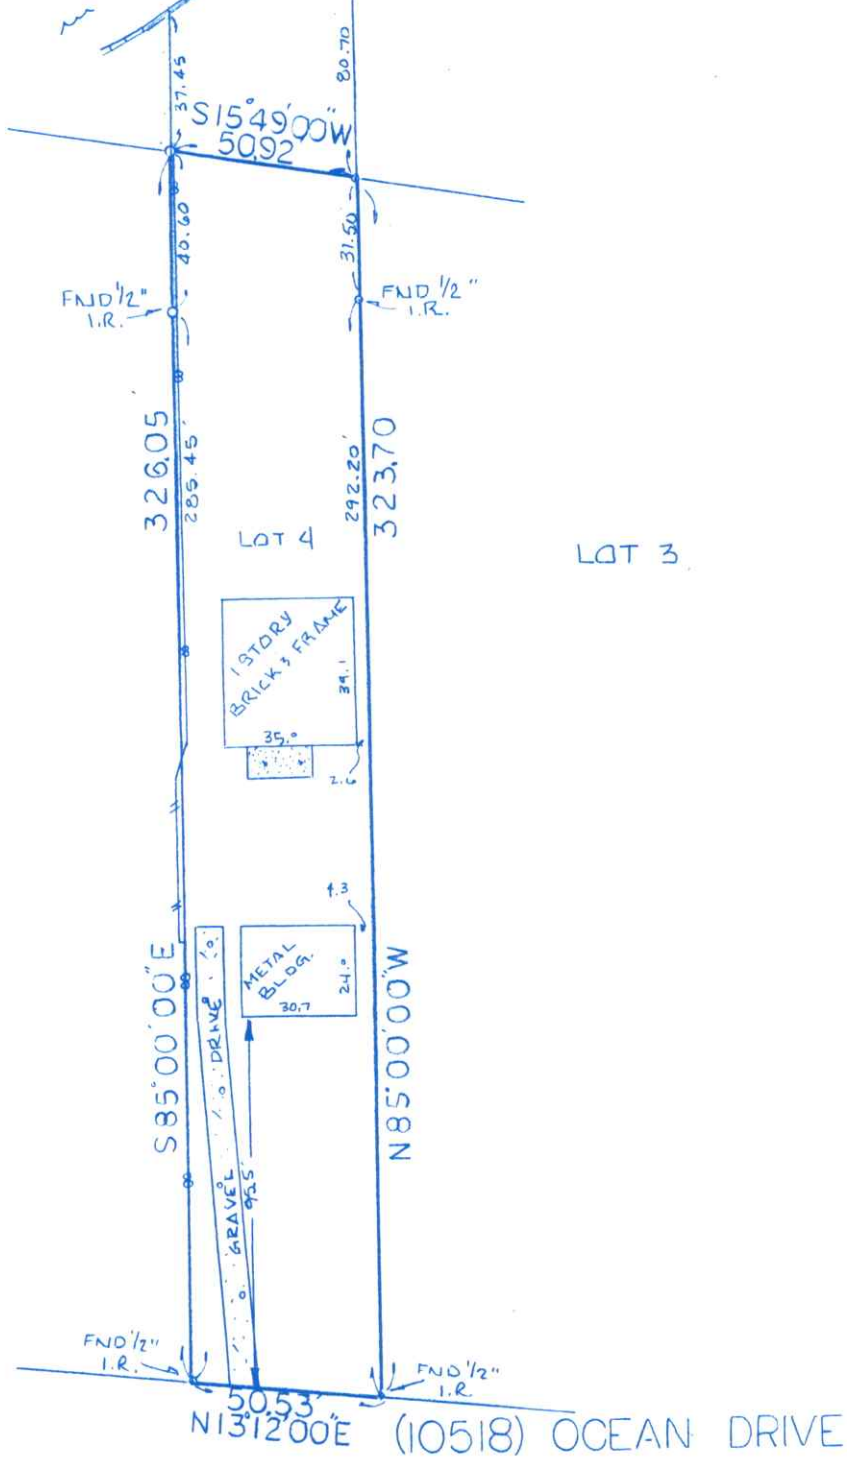 37.45
80.70
S15°49'00"W
50.92
40.60
31.50
FND 1/2"
I.R.
FND 1/2"
I.R.
326.05
285.45'
292.20'
323.70
LOT 4
LOT 3
1 STORY
BRICK & FRAME
39.1
35.0
2.6
4.3
METAL
BLDG.
24.0
30.7
S85°00'00"E
N85°00'00"W
GRAVEL DRIVE
95.5
FND 1/2"
I.R.
FND 1/2"
I.R.
50.53'
N13°12'00"E
(10518) OCEAN DRIVE